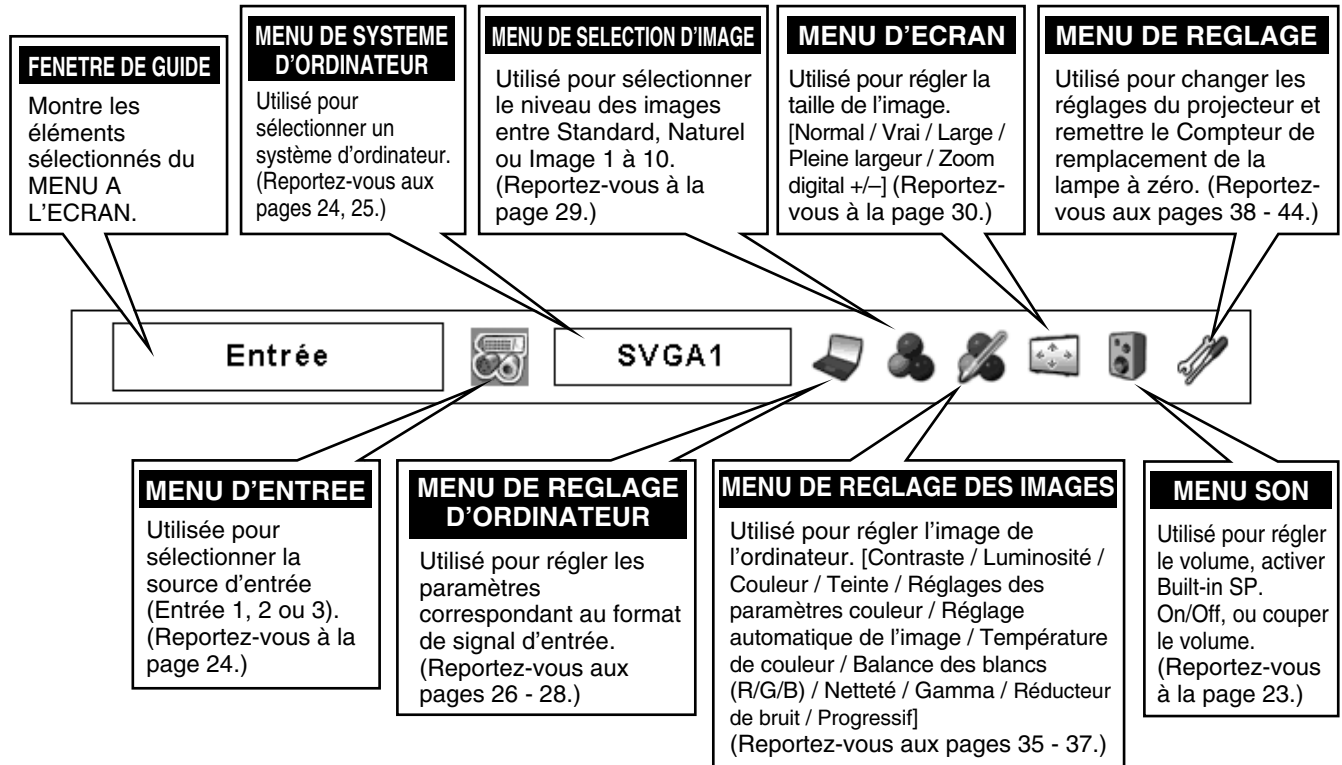 FENETRE DE GUIDE
Montre les
éléments
sélectionnés du
MENU A
L’ECRAN.
MENU DE SYSTEME
D’ORDINATEUR
Utilisé pour
sélectionner un
système d’ordinateur.
(Reportez-vous aux
pages 24, 25.)
MENU DE SELECTION D’IMAGE
Utilisé pour sélectionner
le niveau des images
entre Standard, Naturel
ou Image 1 à 10.
(Reportez-vous à la
page 29.)
MENU D’ECRAN
Utilisé pour régler la
taille de l’image.
[Normal / Vrai / Large /
Pleine largeur / Zoom
digital +/–] (Reportez-
vous à la page 30.)
MENU DE REGLAGE
Utilisé pour changer les
réglages du projecteur et
remettre le Compteur de
remplacement de la
lampe à zéro. (Reportez-
vous aux pages 38 - 44.)
Entrée
SVGA1
MENU D’ENTREE
Utilisée pour
sélectionner la
source d’entrée
(Entrée 1, 2 ou 3).
(Reportez-vous à la
page 24.)
MENU DE REGLAGE
D’ORDINATEUR
Utilisé pour régler les
paramètres
correspondant au format
de signal d’entrée.
(Reportez-vous aux
pages 26 - 28.)
MENU DE REGLAGE DES IMAGES
Utilisé pour régler l’image de
l’ordinateur. [Contraste / Luminosité /
Couleur / Teinte / Réglages des
paramètres couleur / Réglage
automatique de l’image / Température
de couleur / Balance des blancs
(R/G/B) / Netteté / Gamma / Réducteur
de bruit / Progressif]
(Reportez-vous aux pages 35 - 37.)
MENU SON
Utilisé pour régler
le volume, activer
Built-in SP.
On/Off, ou couper
le volume.
(Reportez-vous
à la page 23.)